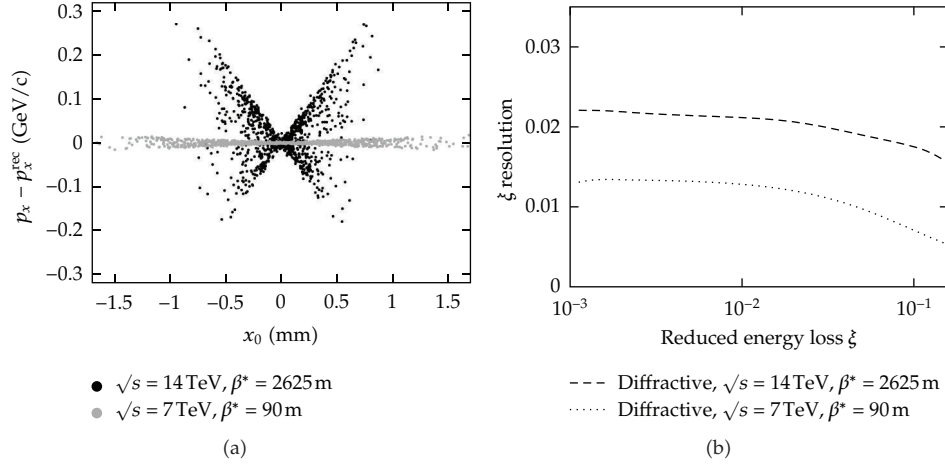 0.3
0.2
0.1
0
−0.1
−0.2
−0.3
p_x − p_x^rec (GeV/c)
−1.5 −1 −0.5 0 0.5 1 1.5
x_0 (mm)
√s = 14 TeV, β* = 2625 m
√s = 7 TeV, β* = 90 m
(a)
0.03
0.02
0.01
0
ξ resolution
10^−3 10^−2 10^−1
Reduced energy loss ξ
Diffractive, √s = 14 TeV, β* = 2625 m
Diffractive, √s = 7 TeV, β* = 90 m
(b)